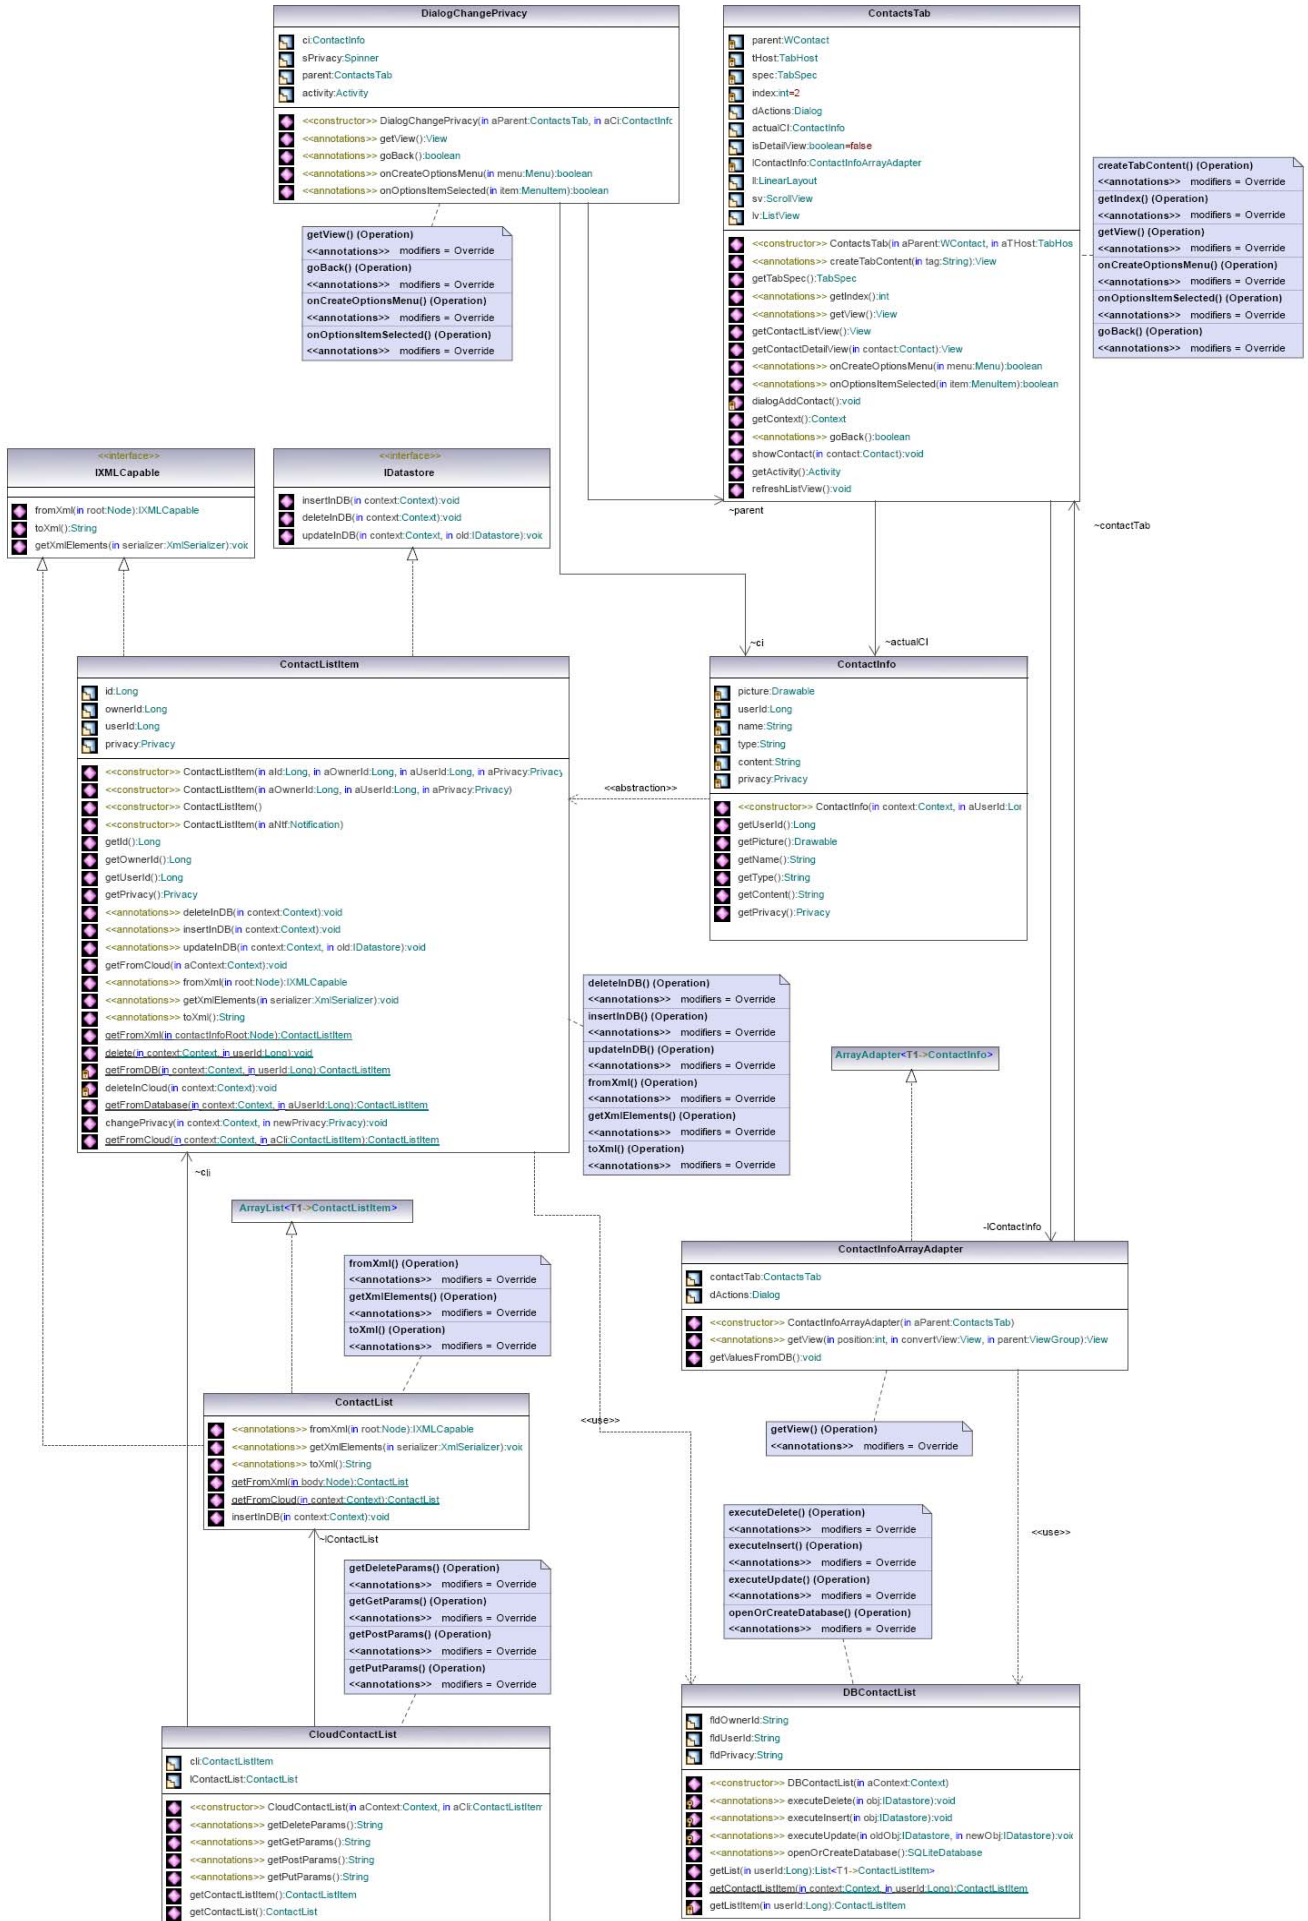 DialogChangePrivacy
ci:ContactInfo
sPrivacy:Spinner
parent:ContactsTab
activity:Activity
<<constructor>> DialogChangePrivacy(in aParent:ContactsTab, in aCi:ContactInfc
<<annotations>> getView():View
<<annotations>> goBack():boolean
<<annotations>> onCreateOptionsMenu(in menu:Menu):boolean
<<annotations>> onOptionsItemSelected(in item:MenuItem):boolean
getView() (Operation)
<<annotations>> modifiers = Override
goBack() (Operation)
<<annotations>> modifiers = Override
onCreateOptionsMenu() (Operation)
<<annotations>> modifiers = Override
onOptionsItemSelected() (Operation)
<<annotations>> modifiers = Override
ContactsTab
parent:WContact
tHost:TabHost
spec:TabSpec
index:int=2
dActions:Dialog
actualCI:ContactInfo
isDetailView:boolean=false
lContactInfo:ContactInfoArrayAdapter
ll:LinearLayout
sv:ScrollView
lv:ListView
<<constructor>> ContactsTab(in aParent:WContact, in aTHost:TabHos
<<annotations>> createTabContent(in tag:String):View
getTabSpec():TabSpec
<<annotations>> getIndex():int
<<annotations>> getView():View
getContactListView():View
getContactDetailView(in contact:Contact):View
<<annotations>> onCreateOptionsMenu(in menu:Menu):boolean
<<annotations>> onOptionsItemSelected(in item:MenuItem):boolean
dialogAddContact():void
getContext():Context
<<annotations>> goBack():boolean
showContact(in contact:Contact):void
getActivity():Activity
refreshListView():void
createTabContent() (Operation)
<<annotations>> modifiers = Override
getIndex() (Operation)
<<annotations>> modifiers = Override
getView() (Operation)
<<annotations>> modifiers = Override
onCreateOptionsMenu() (Operation)
<<annotations>> modifiers = Override
onOptionsItemSelected() (Operation)
<<annotations>> modifiers = Override
goBack() (Operation)
<<annotations>> modifiers = Override
<<interface>>
IXMLCapable
fromXml(in root:Node):IXMLCapable
toXml():String
getXmlElements(in serializer:XmlSerializer):voic
<<interface>>
IDatastore
insertInDB(in context:Context):void
deleteInDB(in context:Context):void
updateInDB(in context:Context, in old:IDatastore):voic
~parent
~contactTab
~ci
~actualCI
ContactListItem
id:Long
ownerId:Long
userId:Long
privacy:Privacy
<<constructor>> ContactListItem(in aId:Long, in aOwnerId:Long, in aUserId:Long, in aPrivacy:Privacy
<<constructor>> ContactListItem(in aOwnerId:Long, in aUserId:Long, in aPrivacy:Privacy)
<<constructor>> ContactListItem()
<<constructor>> ContactListItem(in aNtf:Notification)
getId():Long
getOwnerId():Long
getUserId():Long
getPrivacy():Privacy
<<annotations>> deleteInDB(in context:Context):void
<<annotations>> insertInDB(in context:Context):void
<<annotations>> updateInDB(in context:Context, in old:IDatastore):void
getFromCloud(in aContext:Context):void
<<annotations>> fromXml(in root:Node):IXMLCapable
<<annotations>> getXmlElements(in serializer:XmlSerializer):void
<<annotations>> toXml():String
getFromXml(in contactInfoRoot:Node):ContactListItem
delete(in context:Context, in userId:Long):void
getFromDB(in context:Context, in userId:Long):ContactListItem
deleteInCloud(in context:Context):void
getFromDatabase(in context:Context, in aUserId:Long):ContactListItem
changePrivacy(in context:Context, in newPrivacy:Privacy):void
getFromCloud(in context:Context, in aCli:ContactListItem):ContactListItem
<<abstraction>>
ContactInfo
picture:Drawable
userId:Long
name:String
type:String
content:String
privacy:Privacy
<<constructor>> ContactInfo(in context:Context, in aUserId:Lor
getUserId():Long
getPicture():Drawable
getName():String
getType():String
getContent():String
getPrivacy():Privacy
deleteInDB() (Operation)
<<annotations>> modifiers = Override
insertInDB() (Operation)
<<annotations>> modifiers = Override
updateInDB() (Operation)
<<annotations>> modifiers = Override
fromXml() (Operation)
<<annotations>> modifiers = Override
getXmlElements() (Operation)
<<annotations>> modifiers = Override
toXml() (Operation)
<<annotations>> modifiers = Override
ArrayAdapter<T1->ContactInfo>
~cli
ArrayList<T1->ContactListItem>
-lContactInfo
ContactInfoArrayAdapter
contactTab:ContactsTab
dActions:Dialog
<<constructor>> ContactInfoArrayAdapter(in aParent:ContactsTab)
<<annotations>> getView(in position:int, in convertView:View, in parent:ViewGroup):View
getValuesFromDB():void
fromXml() (Operation)
<<annotations>> modifiers = Override
getXmlElements() (Operation)
<<annotations>> modifiers = Override
toXml() (Operation)
<<annotations>> modifiers = Override
ContactList
<<annotations>> fromXml(in root:Node):IXMLCapable
<<annotations>> getXmlElements(in serializer:XmlSerializer):voic
<<annotations>> toXml():String
getFromXml(in body:Node):ContactList
getFromCloud(in context:Context):ContactList
insertInDB(in context:Context):void
<<use>>
getView() (Operation)
<<annotations>> modifiers = Override
~lContactList
executeDelete() (Operation)
<<annotations>> modifiers = Override
executeInsert() (Operation)
<<annotations>> modifiers = Override
executeUpdate() (Operation)
<<annotations>> modifiers = Override
openOrCreateDatabase() (Operation)
<<annotations>> modifiers = Override
<<use>>
getDeleteParams() (Operation)
<<annotations>> modifiers = Override
getGetParams() (Operation)
<<annotations>> modifiers = Override
getPostParams() (Operation)
<<annotations>> modifiers = Override
getPutParams() (Operation)
<<annotations>> modifiers = Override
CloudContactList
cli:ContactListItem
lContactList:ContactList
<<constructor>> CloudContactList(in aContext:Context, in aCli:ContactListItem
<<annotations>> getDeleteParams():String
<<annotations>> getGetParams():String
<<annotations>> getPostParams():String
<<annotations>> getPutParams():String
getContactListItem():ContactListItem
getContactList():ContactList
DBContactList
fldOwnerId:String
fldUserId:String
fldPrivacy:String
<<constructor>> DBContactList(in aContext:Context)
<<annotations>> executeDelete(in obj:IDatastore):void
<<annotations>> executeInsert(in obj:IDatastore):void
<<annotations>> executeUpdate(in oldObj:IDatastore, in newObj:IDatastore):voic
<<annotations>> openOrCreateDatabase():SQLiteDatabase
getList(in userId:Long):List<T1->ContactListItem>
getContactListItem(in context:Context, in userId:Long):ContactListItem
getListItem(in userId:Long):ContactListItem